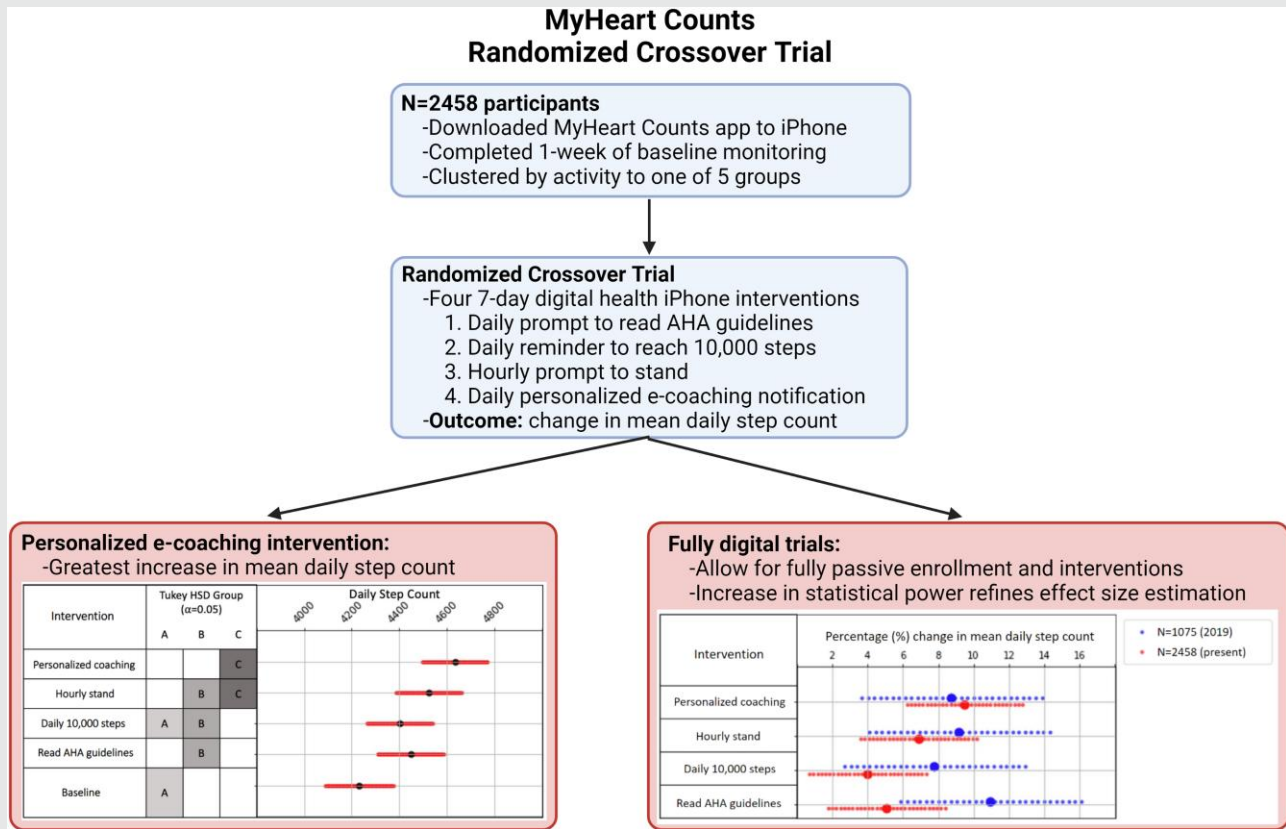 MyHeart Counts
Randomized Crossover Trial
N=2458 participants
-Downloaded MyHeart Counts app to iPhone
-Completed 1-week of baseline monitoring
-Clustered by activity to one of 5 groups
Randomized Crossover Trial
-Four 7-day digital health iPhone interventions
1. Daily prompt to read AHA guidelines
2. Daily reminder to reach 10,000 steps
3. Hourly prompt to stand
4. Daily personalized e-coaching notification
-Outcome: change in mean daily step count
Personalized e-coaching intervention:
-Greatest increase in mean daily step count
Intervention
Tukey HSD Group
(α=0.05)
A B C
Daily Step Count
4000 4200 4400 4600 4800
Personalized coaching C
Hourly stand B C
Daily 10,000 steps A B
Read AHA guidelines B
Baseline A
Fully digital trials:
-Allow for fully passive enrollment and interventions
-Increase in statistical power refines effect size estimation
Intervention
Percentage (%) change in mean daily step count
2 4 6 8 10 12 14 16
Personalized coaching
Hourly stand
Daily 10,000 steps
Read AHA guidelines
N=1075 (2019)
N=2458 (present)